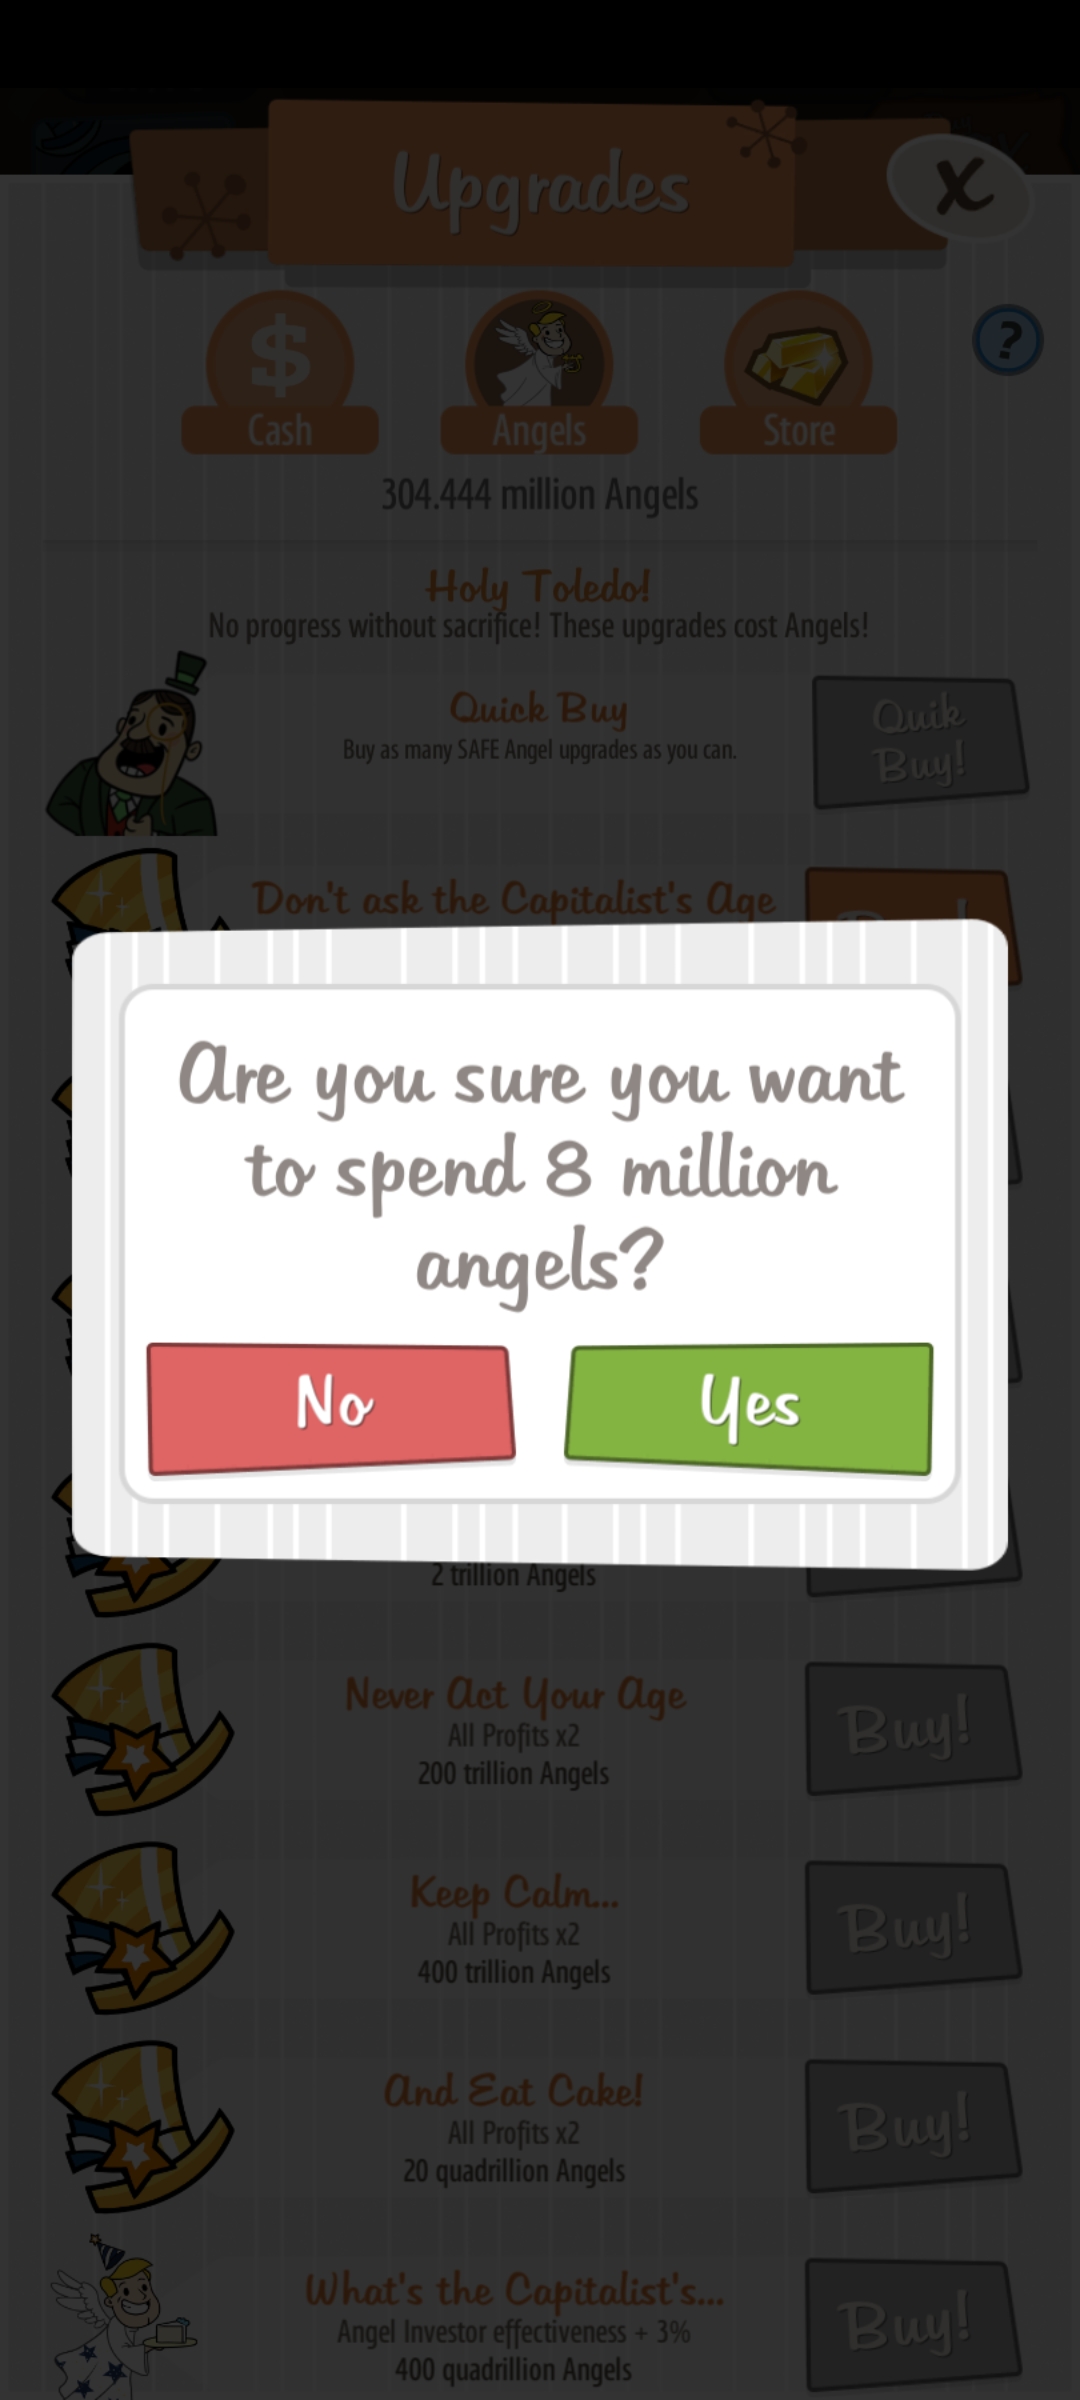 Upgrades
X
$
Cash
Angels
Store
?
304.444 million Angels
Holy Toledo!
No progress without sacrifice! These upgrades cost Angels!
Quick Buy
Buy as many SAFE Angel upgrades as you can.
Quik
Buy!
Don't ask the Capitalist's Age
Are you sure you want
to spend 8 million
angels?
No
Yes
2 trillion Angels
Never Act Your Age
All Profits x2
200 trillion Angels
Buy!
Keep Calm...
All Profits x2
400 trillion Angels
Buy!
And Eat Cake!
All Profits x2
20 quadrillion Angels
Buy!
What's the Capitalist's...
Angel Investor effectiveness + 3%
400 quadrillion Angels
Buy!